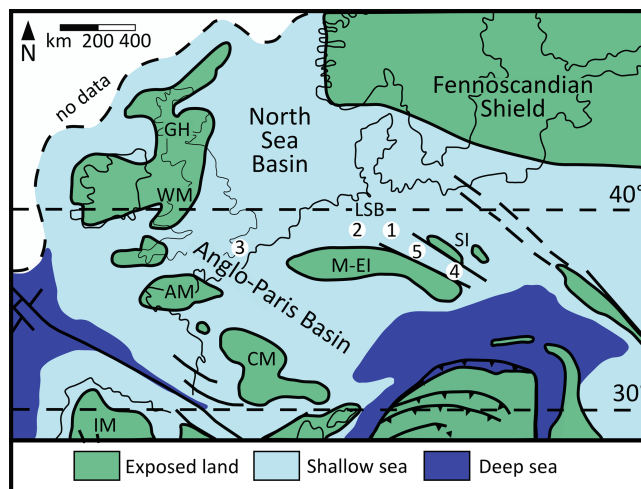 km 200 400
N
no data
GH
North
Sea
Basin
Fennoscandian
Shield
WM
40°
LSB
2
1
3
SI
5
4
M-EI
Anglo-Paris Basin
AM
CM
30°
IM
Exposed land
Shallow sea
Deep sea